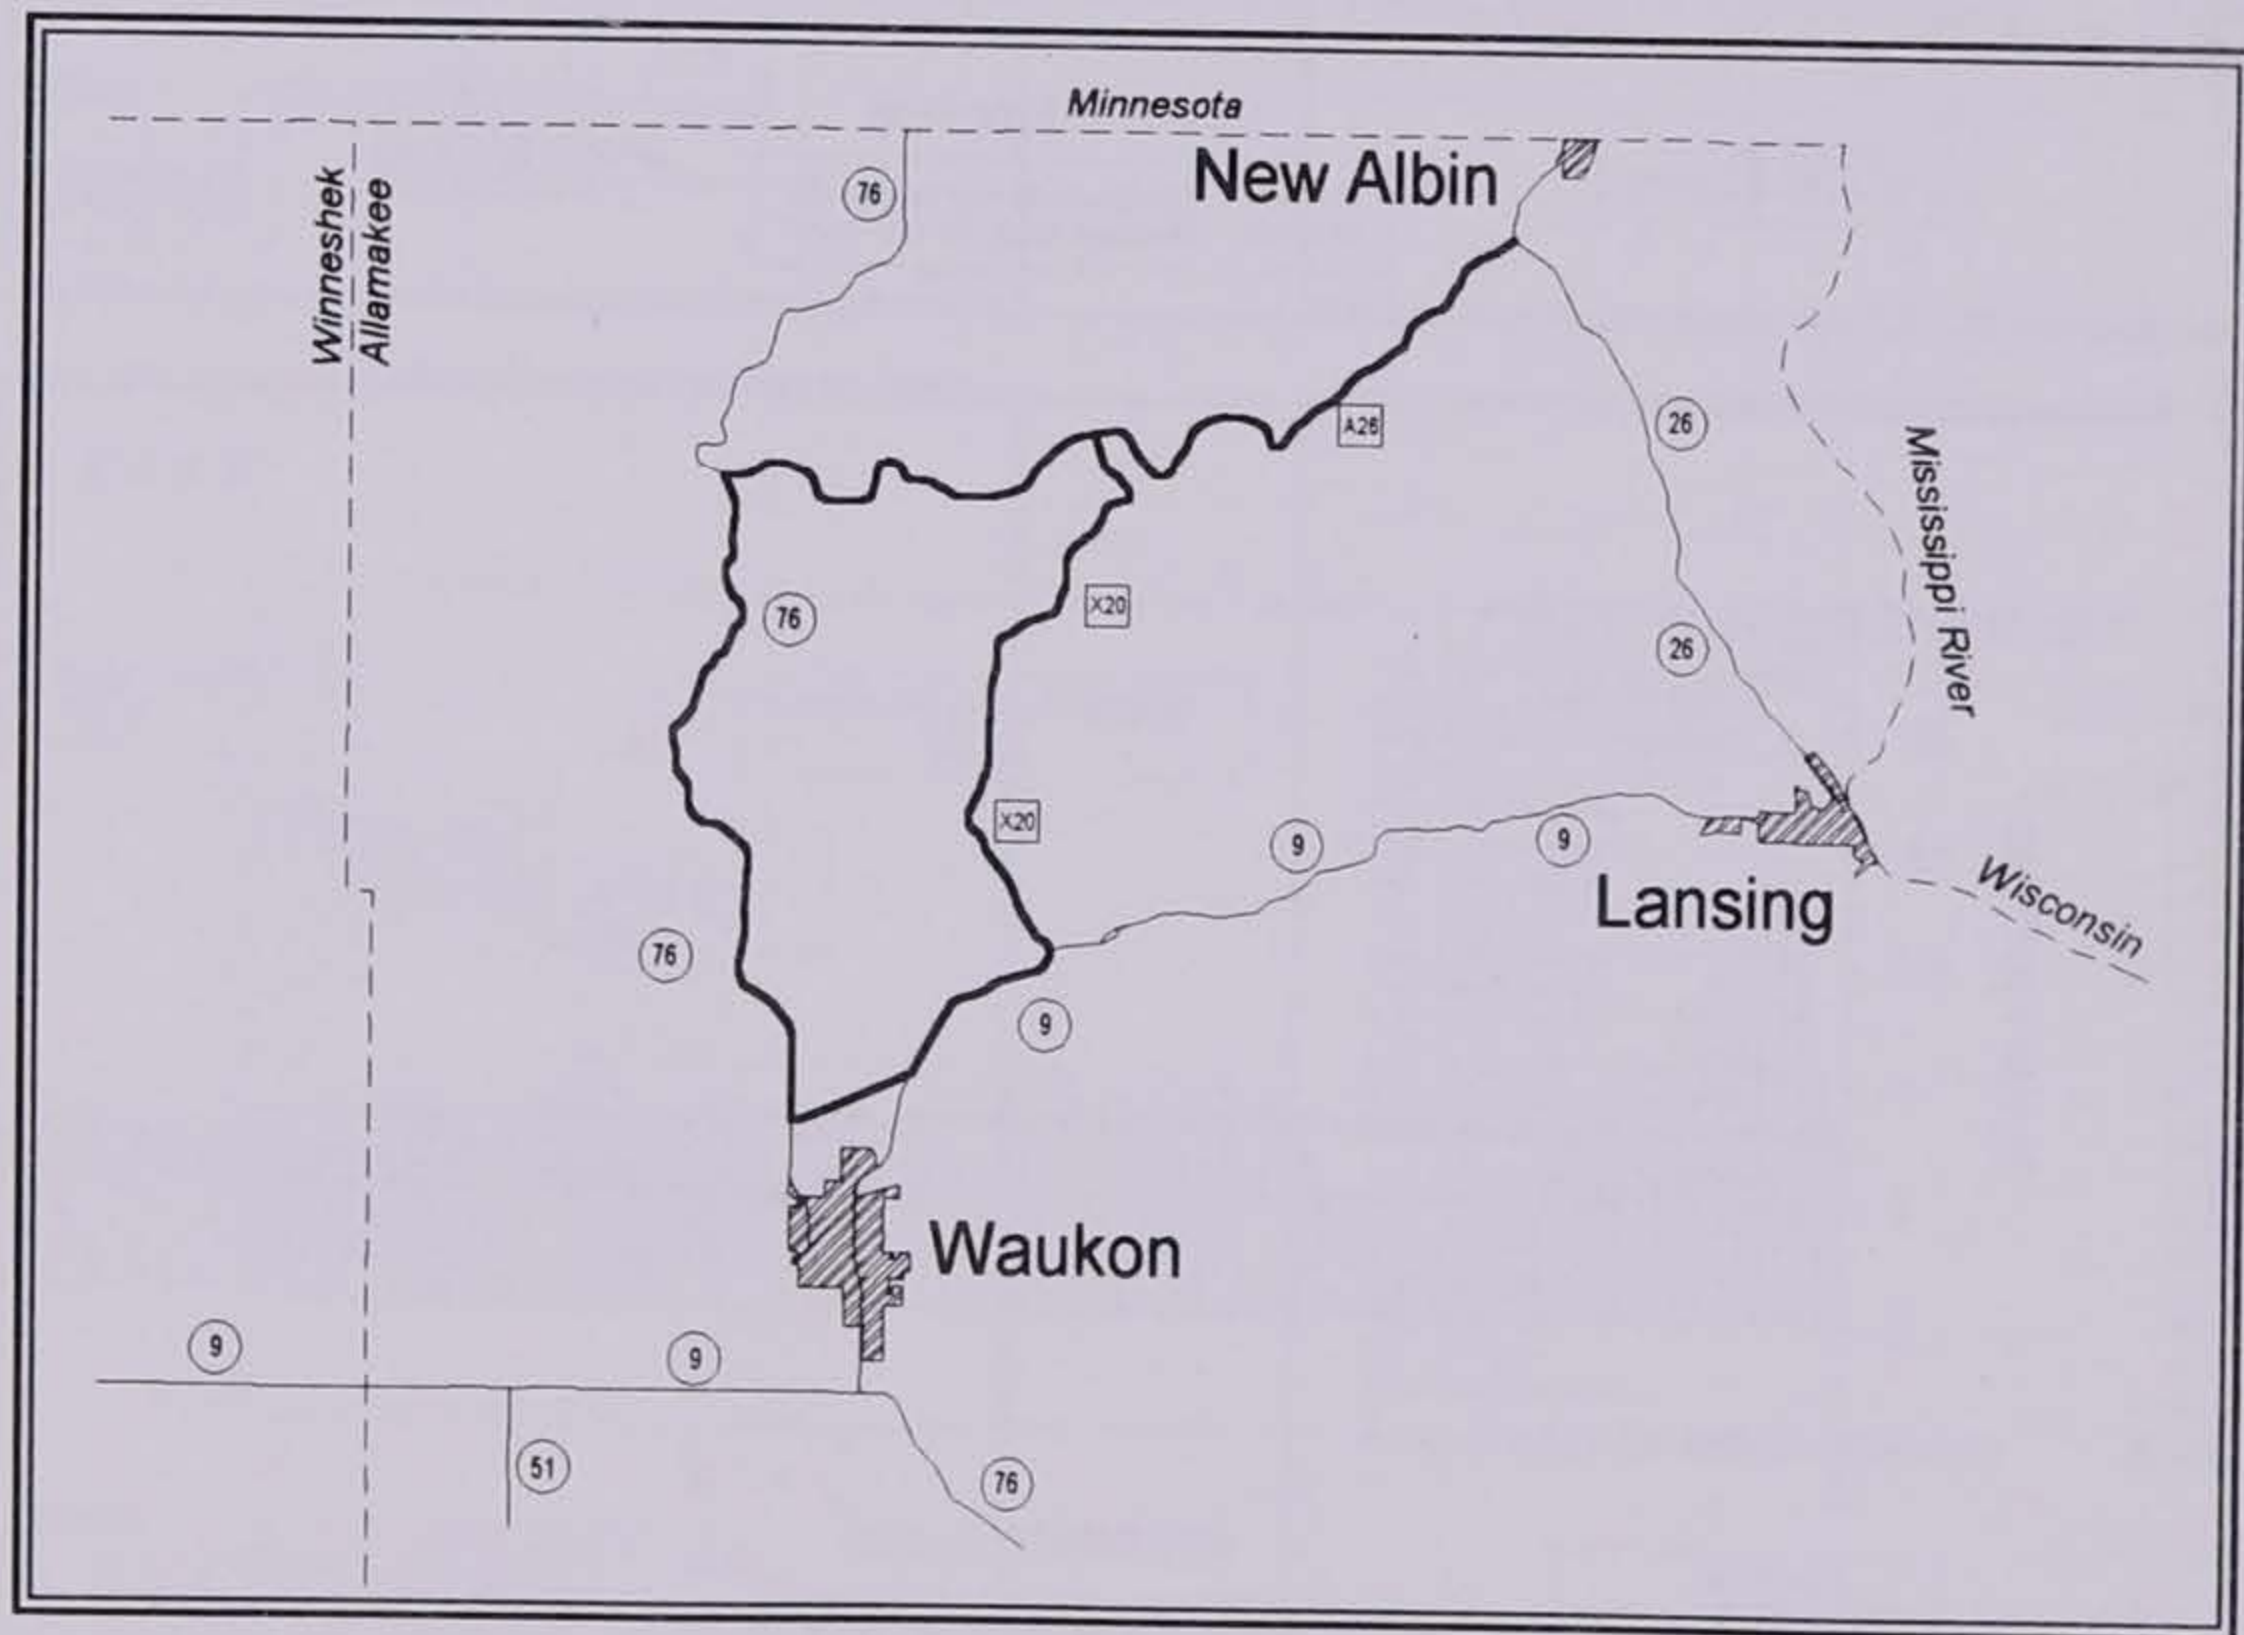 Minnesota
New Albin
76
Winneshek
Allamakee
A26
26
Mississippi River
X20
76
26
X20
9
9
Lansing
Wisconsin
76
9
Waukon
9
9
51
76